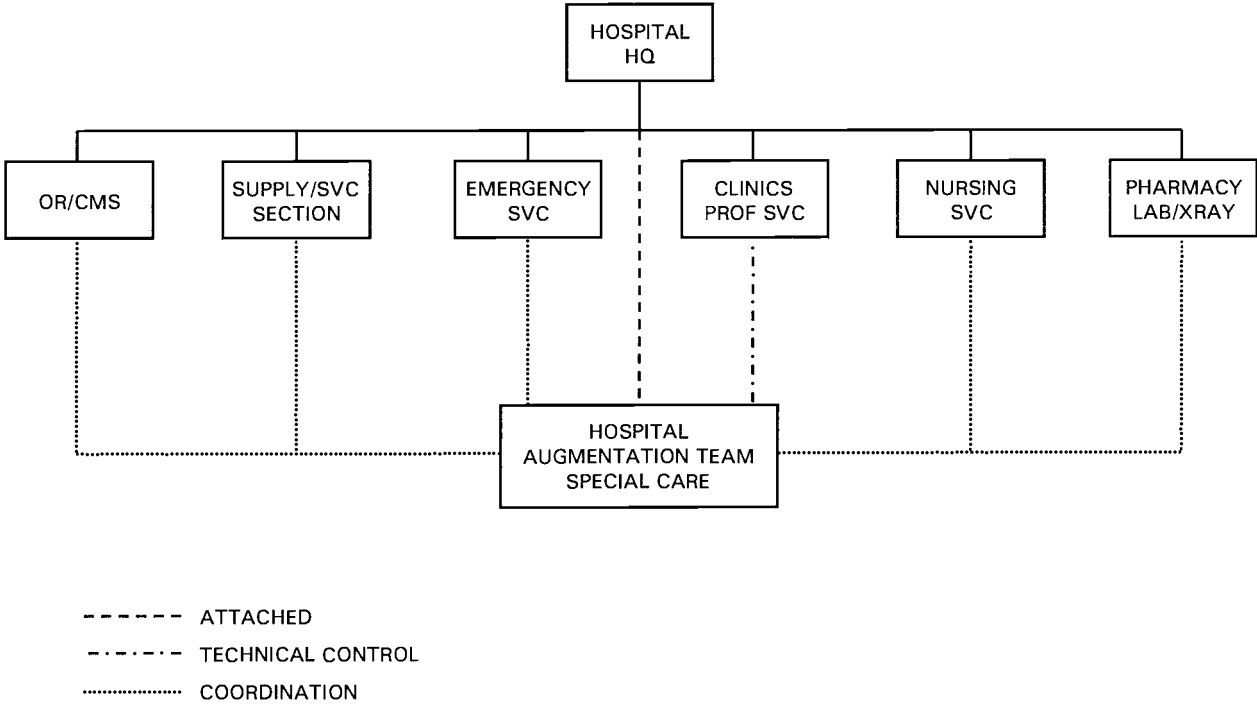 HOSPITAL
HQ
OR/CMS
SUPPLY/SVC
SECTION
EMERGENCY
SVC
CLINICS
PROF SVC
NURSING
SVC
PHARMACY
LAB/XRAY
HOSPITAL
AUGMENTATION TEAM
SPECIAL CARE
ATTACHED
TECHNICAL CONTROL
COORDINATION